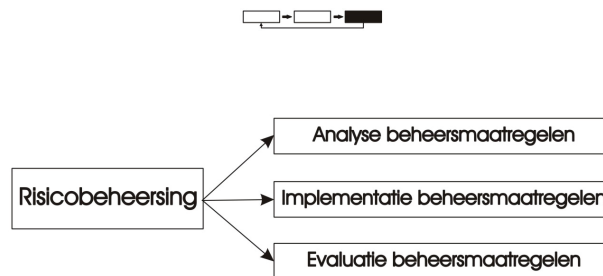 Analyse beheersmaatregelen
Risicobeheersing
Implementatie beheersmaatregelen
Evaluatie beheersmaatregelen